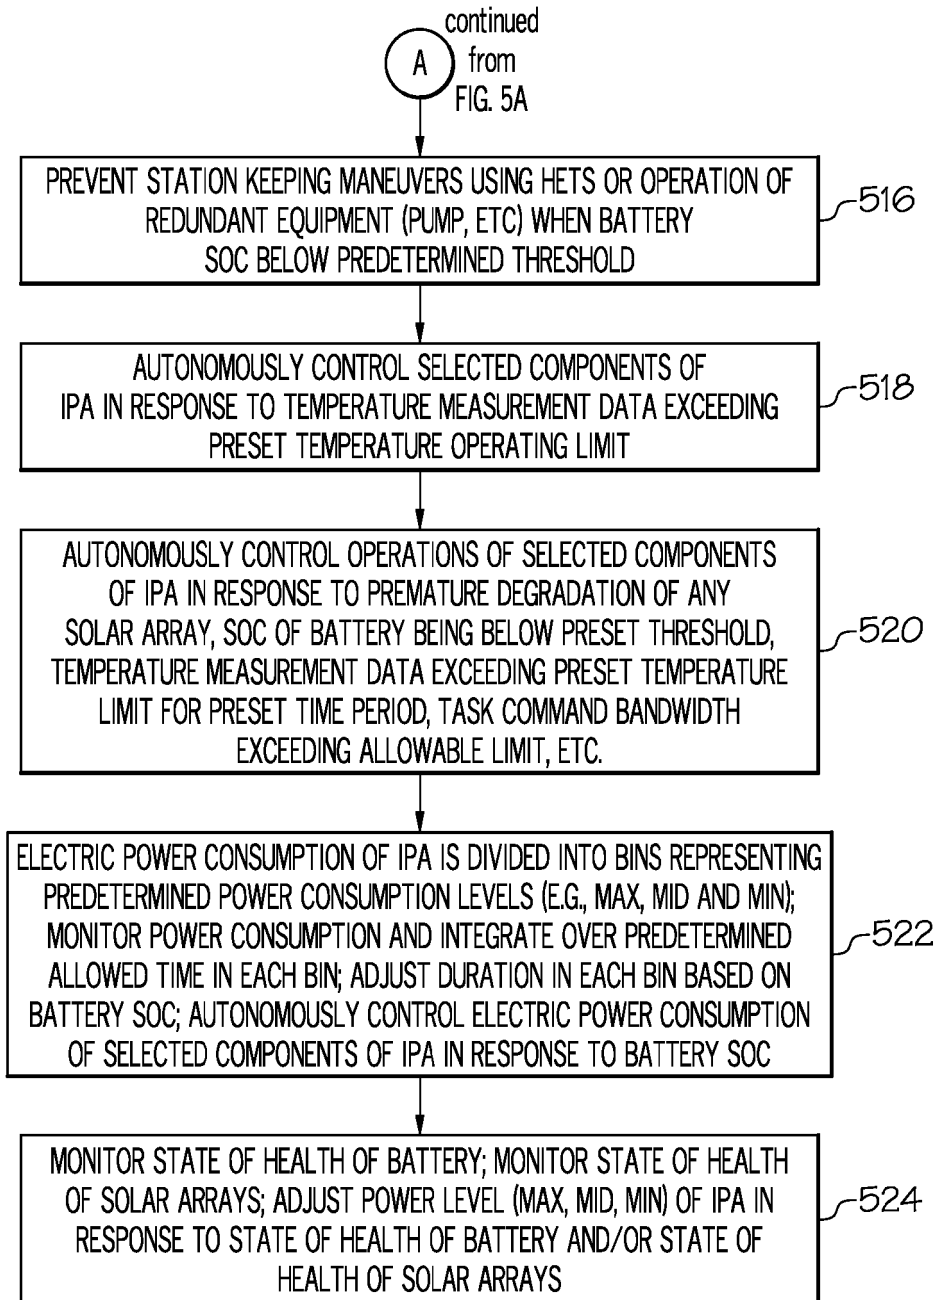 continued
A
from
FIG. 5A
PREVENT STATION KEEPING MANEUVERS USING HETS OR OPERATION OF
REDUNDANT EQUIPMENT (PUMP, ETC) WHEN BATTERY
SOC BELOW PREDETERMINED THRESHOLD
516
AUTONOMOUSLY CONTROL SELECTED COMPONENTS OF
IPA IN RESPONSE TO TEMPERATURE MEASUREMENT DATA EXCEEDING
PRESET TEMPERATURE OPERATING LIMIT
518
AUTONOMOUSLY CONTROL OPERATIONS OF SELECTED COMPONENTS
OF IPA IN RESPONSE TO PREMATURE DEGRADATION OF ANY
SOLAR ARRAY, SOC OF BATTERY BEING BELOW PRESET THRESHOLD,
TEMPERATURE MEASUREMENT DATA EXCEEDING PRESET TEMPERATURE
LIMIT FOR PRESET TIME PERIOD, TASK COMMAND BANDWIDTH
EXCEEDING ALLOWABLE LIMIT, ETC.
520
ELECTRIC POWER CONSUMPTION OF IPA IS DIVIDED INTO BINS REPRESENTING
PREDETERMINED POWER CONSUMPTION LEVELS (E.G., MAX, MID AND MIN);
MONITOR POWER CONSUMPTION AND INTEGRATE OVER PREDETERMINED
ALLOWED TIME IN EACH BIN; ADJUST DURATION IN EACH BIN BASED ON
BATTERY SOC; AUTONOMOUSLY CONTROL ELECTRIC POWER CONSUMPTION
OF SELECTED COMPONENTS OF IPA IN RESPONSE TO BATTERY SOC
522
MONITOR STATE OF HEALTH OF BATTERY; MONITOR STATE OF HEALTH
OF SOLAR ARRAYS; ADJUST POWER LEVEL (MAX, MID, MIN) OF IPA IN
RESPONSE TO STATE OF HEALTH OF BATTERY AND/OR STATE OF
HEALTH OF SOLAR ARRAYS
524